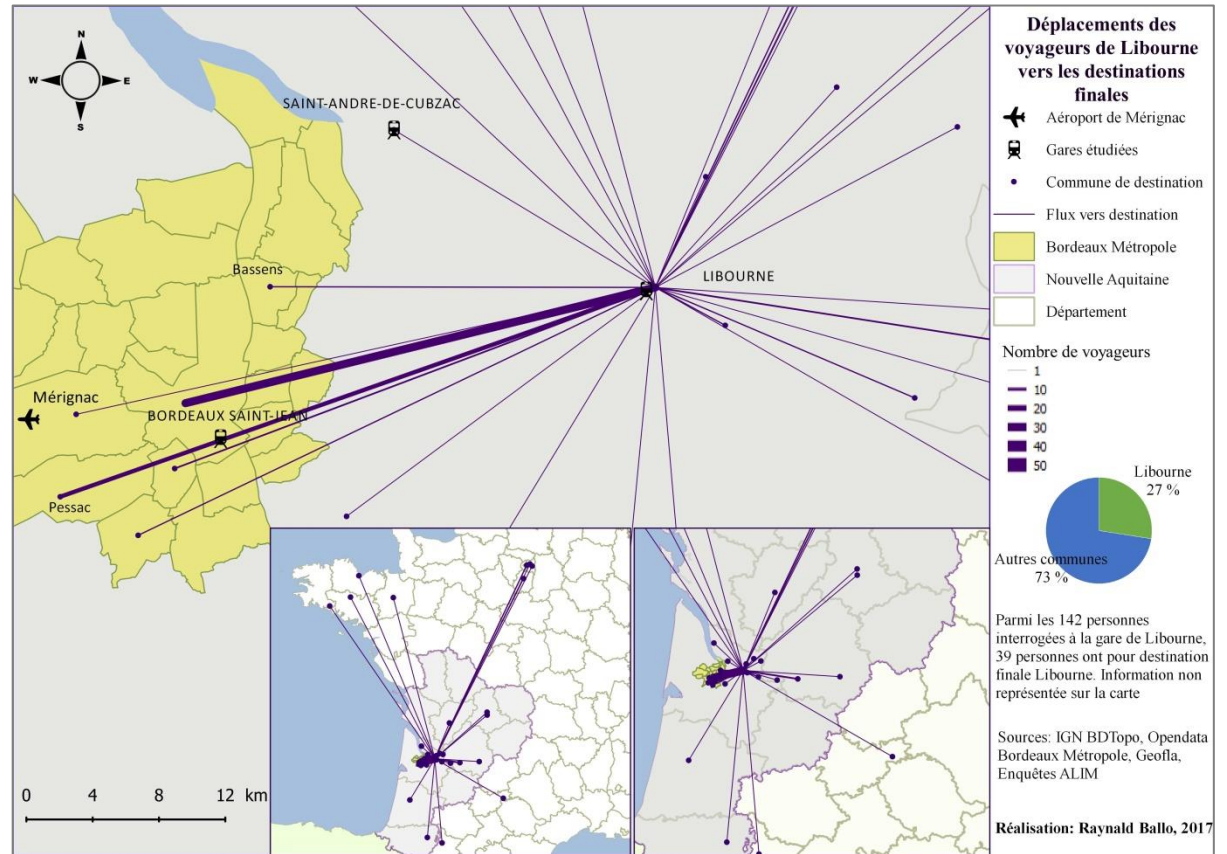 Déplacements des
voyageurs de Libourne
vers les destinations
finales
Aéroport de Mérignac
Gares étudiées
Commune de destination
Flux vers destination
Bordeaux Métropole
Nouvelle Aquitaine
Département
Nombre de voyageurs
1
10
20
30
40
50
Libourne
27 %
Autres communes
73 %
Parmi les 142 personnes
interrogées à la gare de Libourne,
39 personnes ont pour destination
finale Libourne. Information non
représentée sur la carte
Sources: IGN BDTopo, Opendata
Bordeaux Métropole, Geofla,
Enquêtes ALIM
Réalisation: Raynald Ballo, 2017
N
W E
S
SAINT-ANDRE-DE-CUBZAC
Bassens
LIBOURNE
Mérignac
BORDEAUX SAINT-JEAN
Pessac
0 4 8 12 km